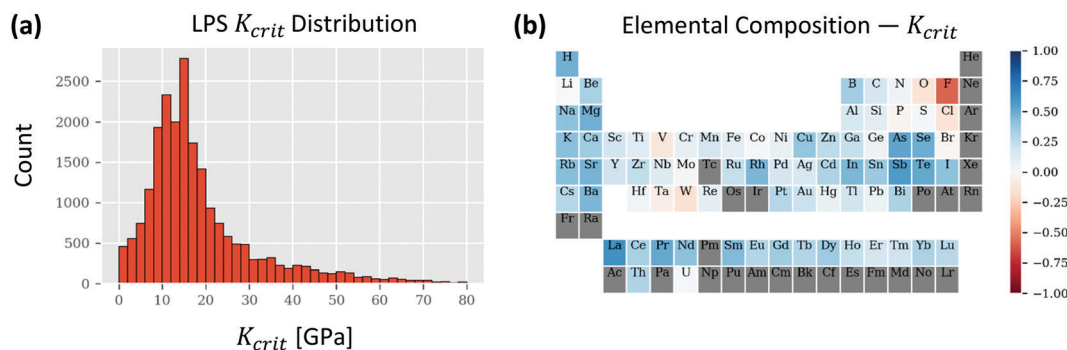 (a) LPS K_crit Distribution
Count
2500
2000
1500
1000
500
0
0 10 20 30 40 50 60 70 80
K_crit [GPa]
(b) Elemental Composition — K_crit
H He
Li Be B C N O F Ne
Na Mg Al Si P S Cl Ar
K Ca Sc Ti V Cr Mn Fe Co Ni Cu Zn Ga Ge As Se Br Kr
Rb Sr Y Zr Nb Mo Tc Ru Rh Pd Ag Cd In Sn Sb Te I Xe
Cs Ba Hf Ta W Re Os Ir Pt Au Hg Tl Pb Bi Po At Rn
Fr Ra
La Ce Pr Nd Pm Sm Eu Gd Tb Dy Ho Er Tm Yb Lu
Ac Th Pa U Np Pu Am Cm Bk Cf Es Fm Md No Lr
1.00
0.75
0.50
0.25
0.00
−0.25
−0.50
−0.75
−1.00